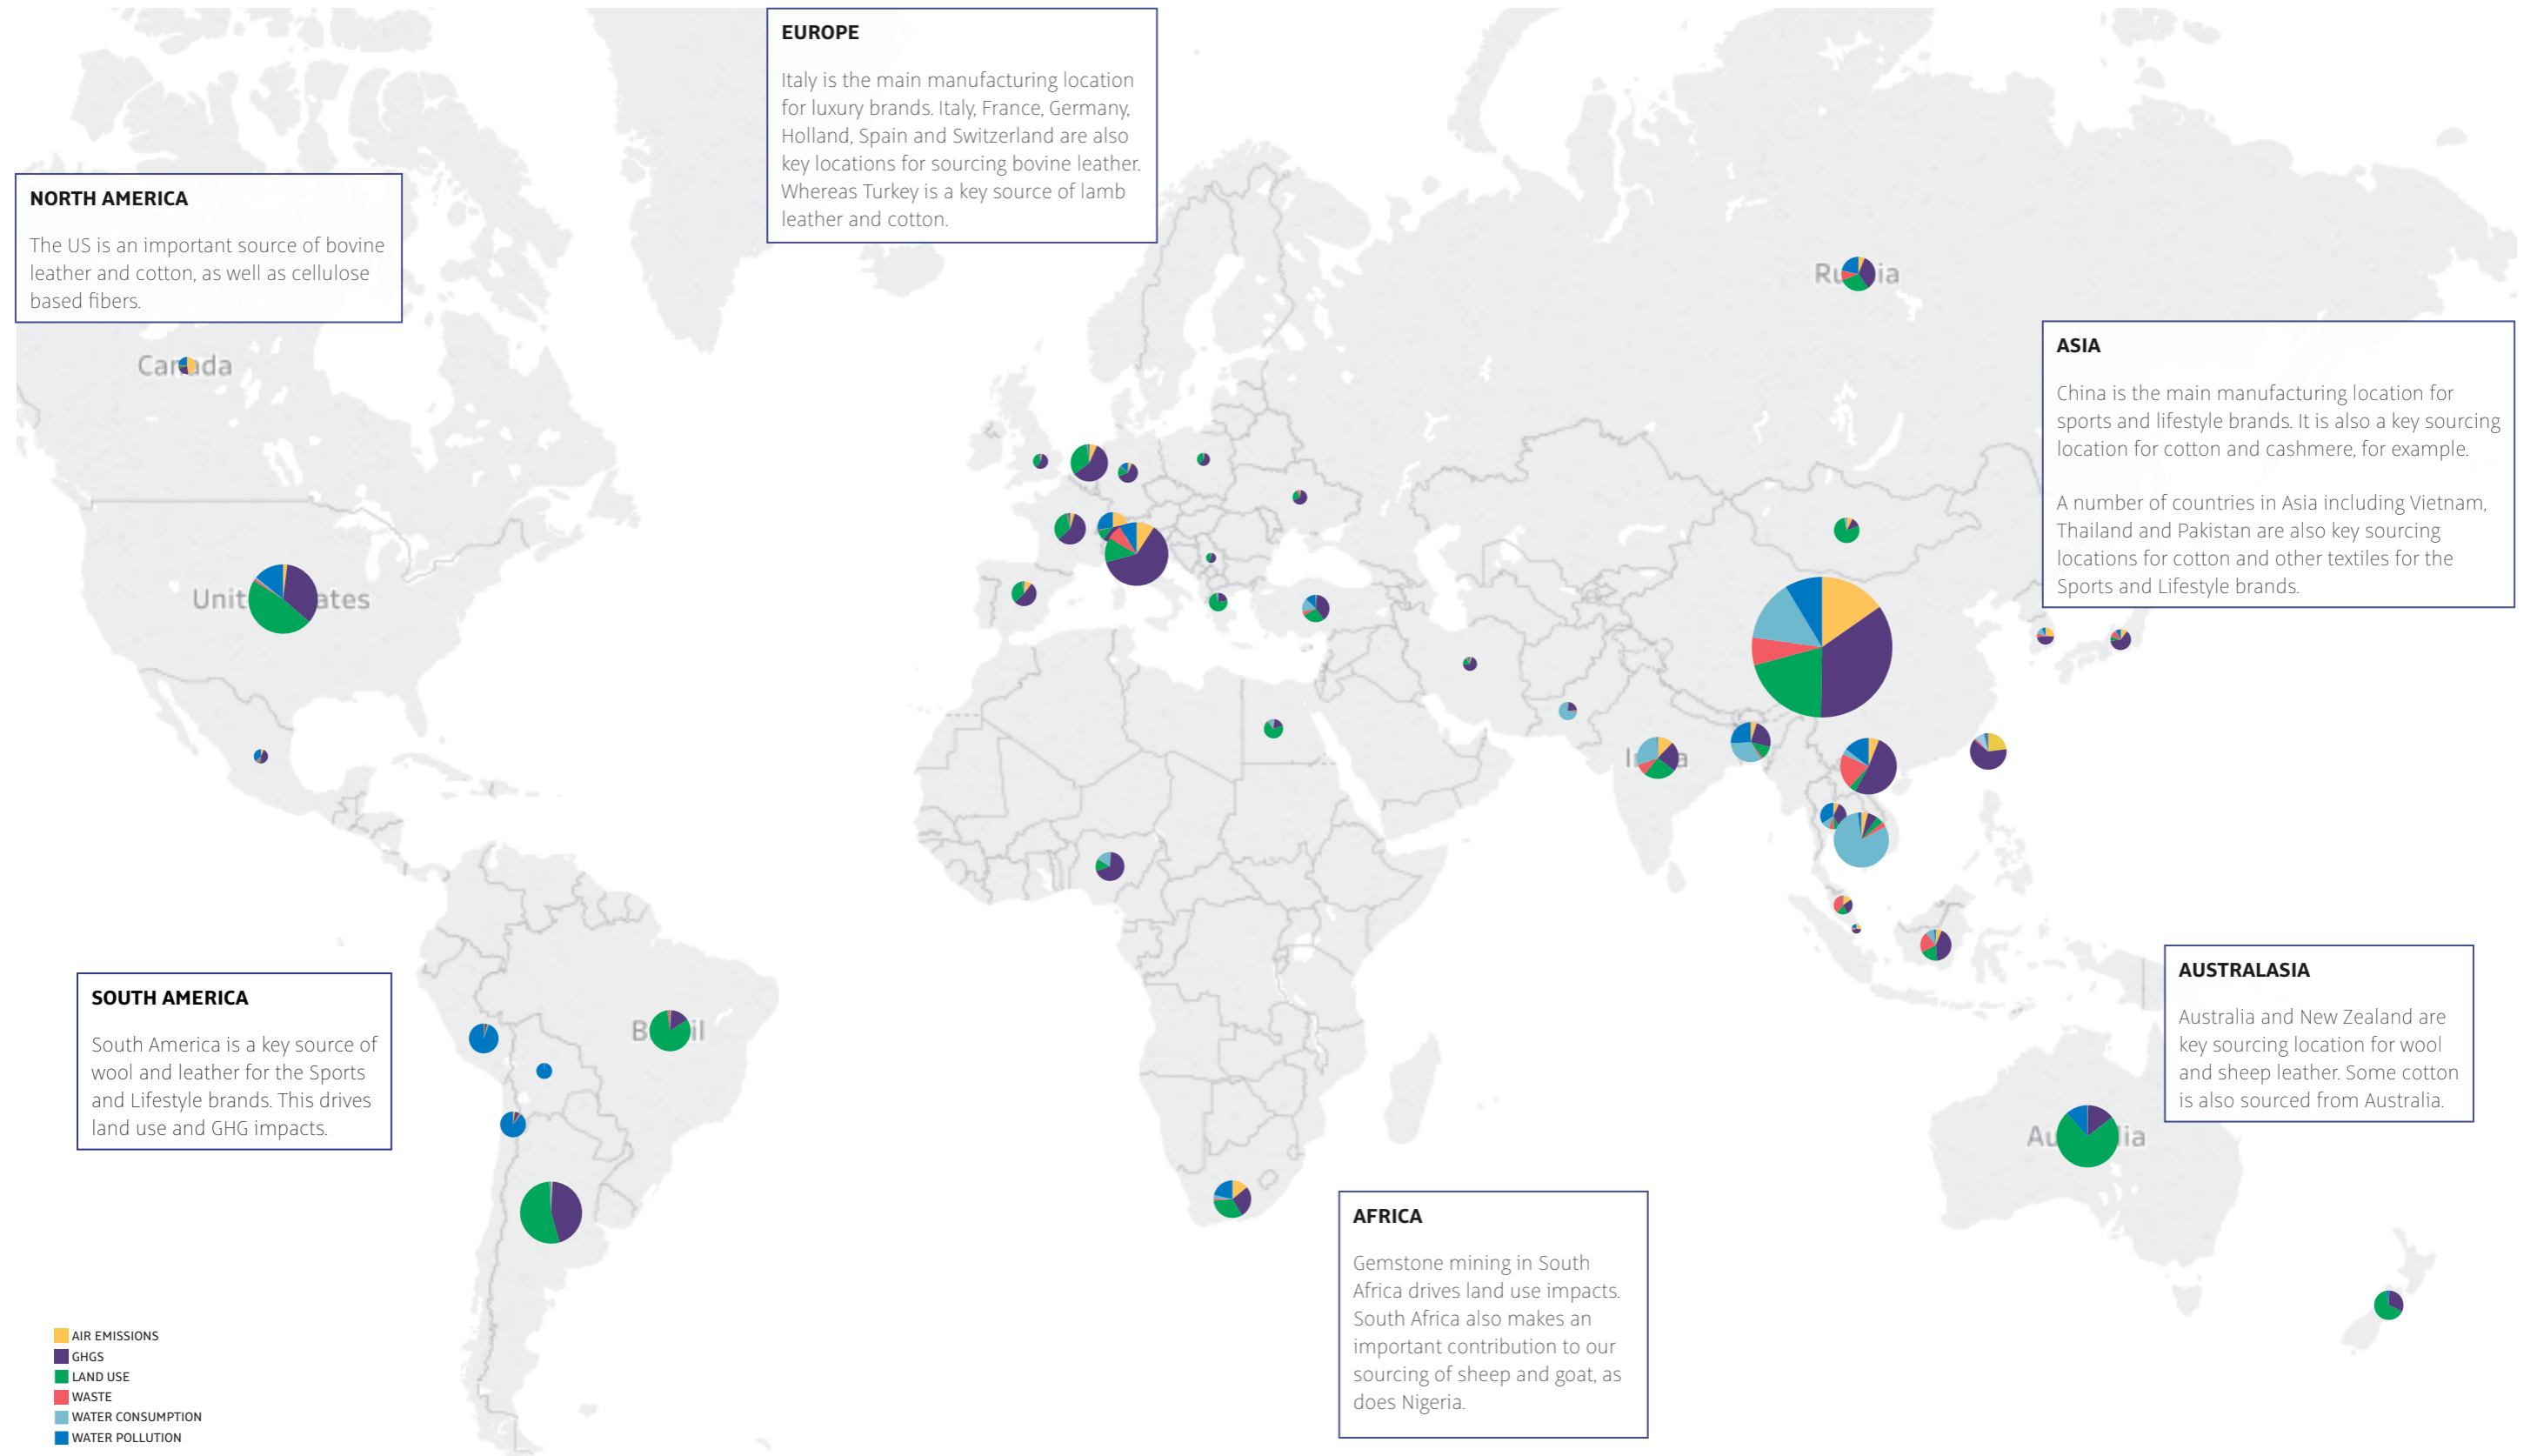 EUROPE
Italy is the main manufacturing location
for luxury brands. Italy, France, Germany,
Holland, Spain and Switzerland are also
key locations for sourcing bovine leather.
Whereas Turkey is a key source of lamb
leather and cotton.
NORTH AMERICA
The US is an important source of bovine
leather and cotton, as well as cellulose
based fibers.
ASIA
China is the main manufacturing location for
sports and lifestyle brands. It is also a key sourcing
location for cotton and cashmere, for example.
A number of countries in Asia including Vietnam,
Thailand and Pakistan are also key sourcing
locations for cotton and other textiles for the
Sports and Lifestyle brands.
SOUTH AMERICA
South America is a key source of
wool and leather for the Sports
and Lifestyle brands. This drives
land use and GHG impacts.
AUSTRALASIA
Australia and New Zealand are
key sourcing location for wool
and sheep leather. Some cotton
is also sourced from Australia.
AFRICA
Gemstone mining in South
Africa drives land use impacts.
South Africa also makes an
important contribution to our
sourcing of sheep and goat, as
does Nigeria.
AIR EMISSIONS
GHGS
LAND USE
WASTE
WATER CONSUMPTION
WATER POLLUTION